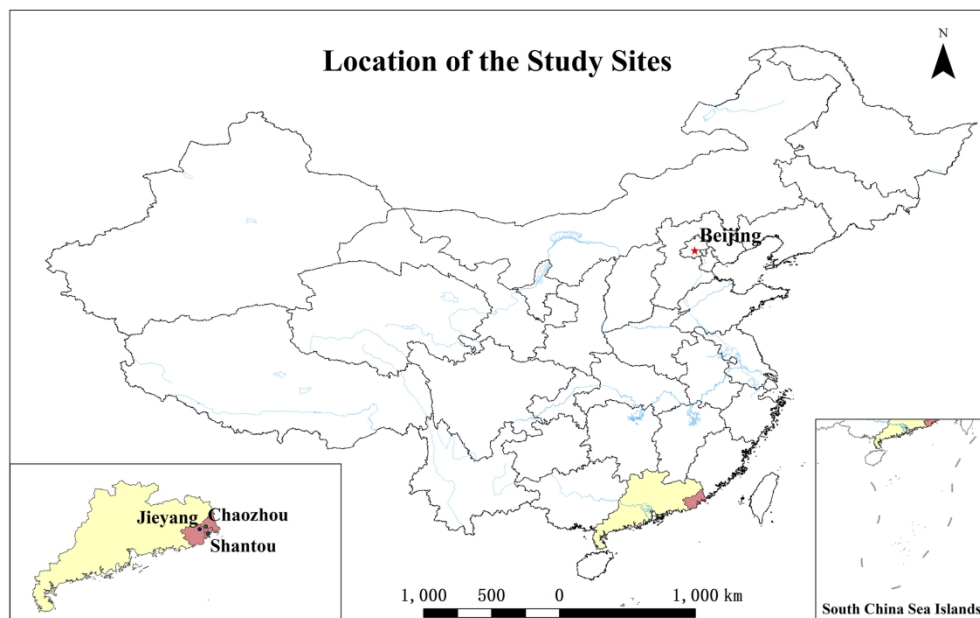 Location of the Study Sites
N
Beijing
Jieyang
Chaozhou
Shantou
1,000
500
0
1,000 km
South China Sea Islands